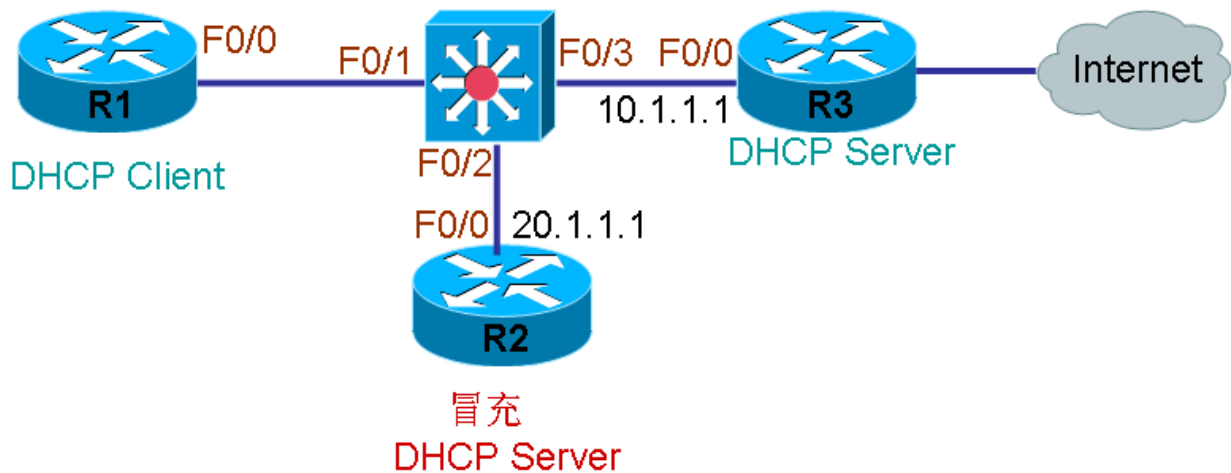 F0/0
R1
DHCP Client
F0/1
F0/3
F0/0
10.1.1.1
R3
DHCP Server
Internet
F0/2
F0/0
20.1.1.1
R2
冒充
DHCP Server